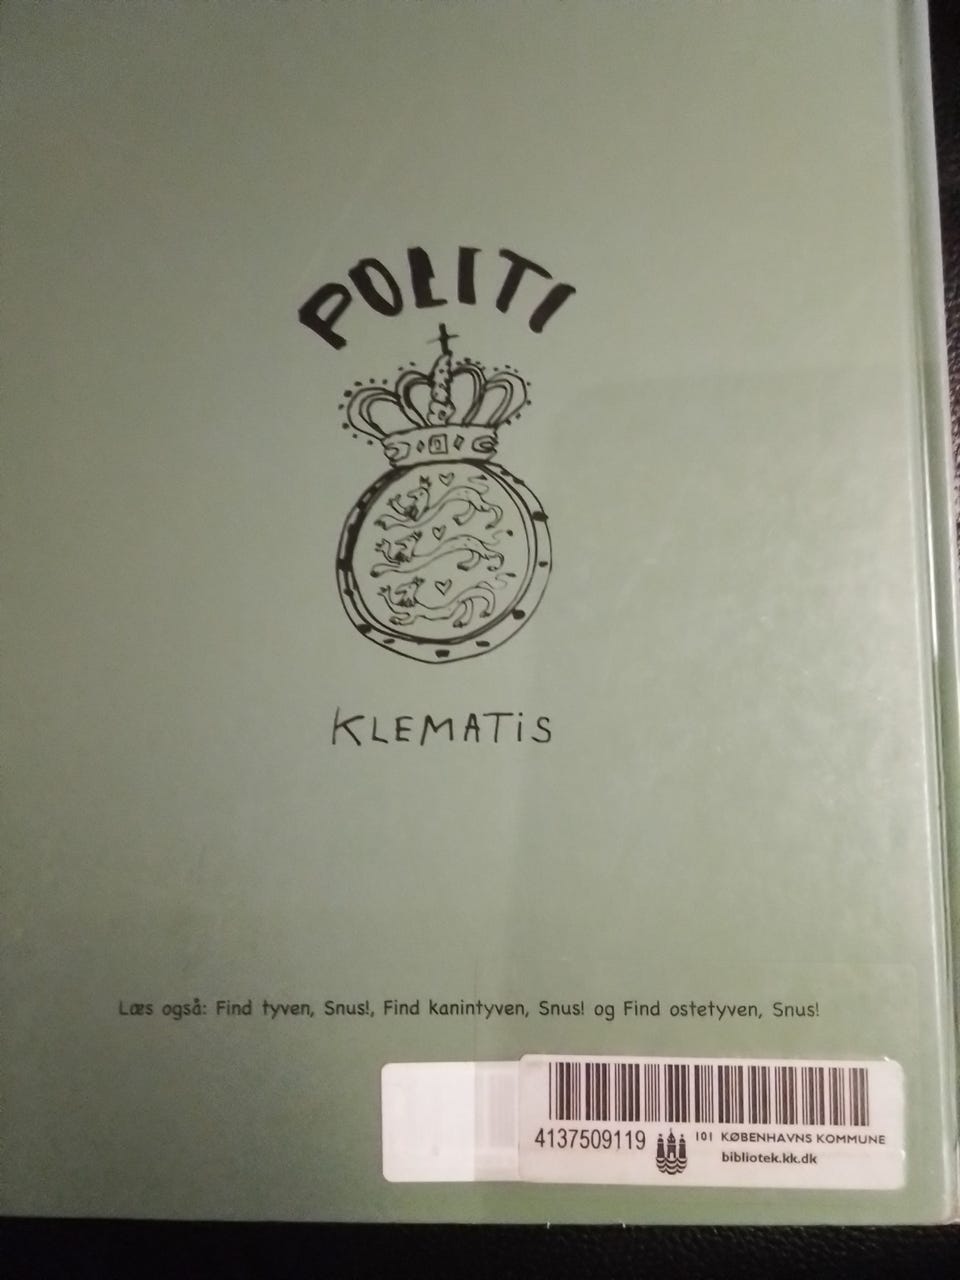 POLITI
KLEMATIS
Læs også: Find tyven, Snus!, Find kanintyven, Snus! og Find ostetyven, Snus!
4137509119 101 KØBENHAVNS KOMMUNE
bibliotek.kk.dk